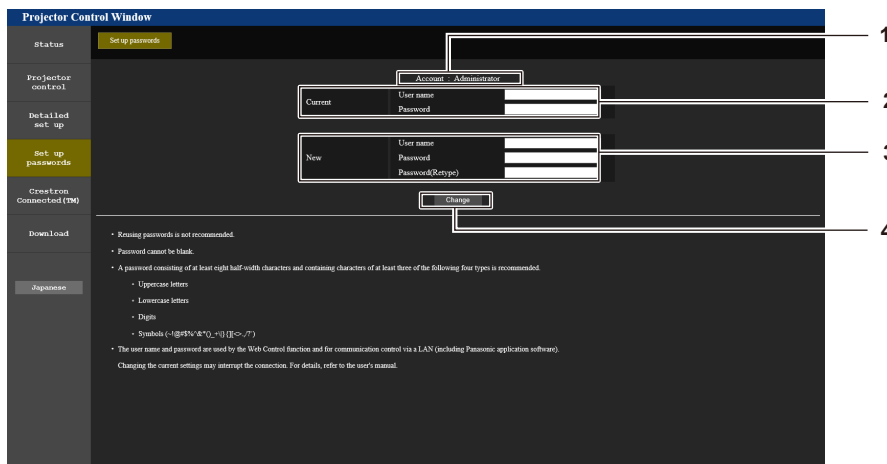 Projector Control Window
Status
Set up passwords
1
Projector
control
Account : Administrator
Current
User name
Password
2
Detailed
set up
Set up
passwords
New
User name
Password
Password(Retype)
3
Crestron
Connected(TM)
Change
4
Download
• Reusing passwords is not recommended.
• Password cannot be blank.
• A password consisting of at least eight half-width characters and containing characters of at least three of the following four types is recommended.
Japanese
• Uppercase letters
• Lowercase letters
• Digits
• Symbols (~!@#$%^&*()_+\|}{][<>.,/?`)
• The user name and password are used by the Web Control function and for communication control via a LAN (including Panasonic application software).
Changing the current settings may interrupt the connection. For details, refer to the user's manual.